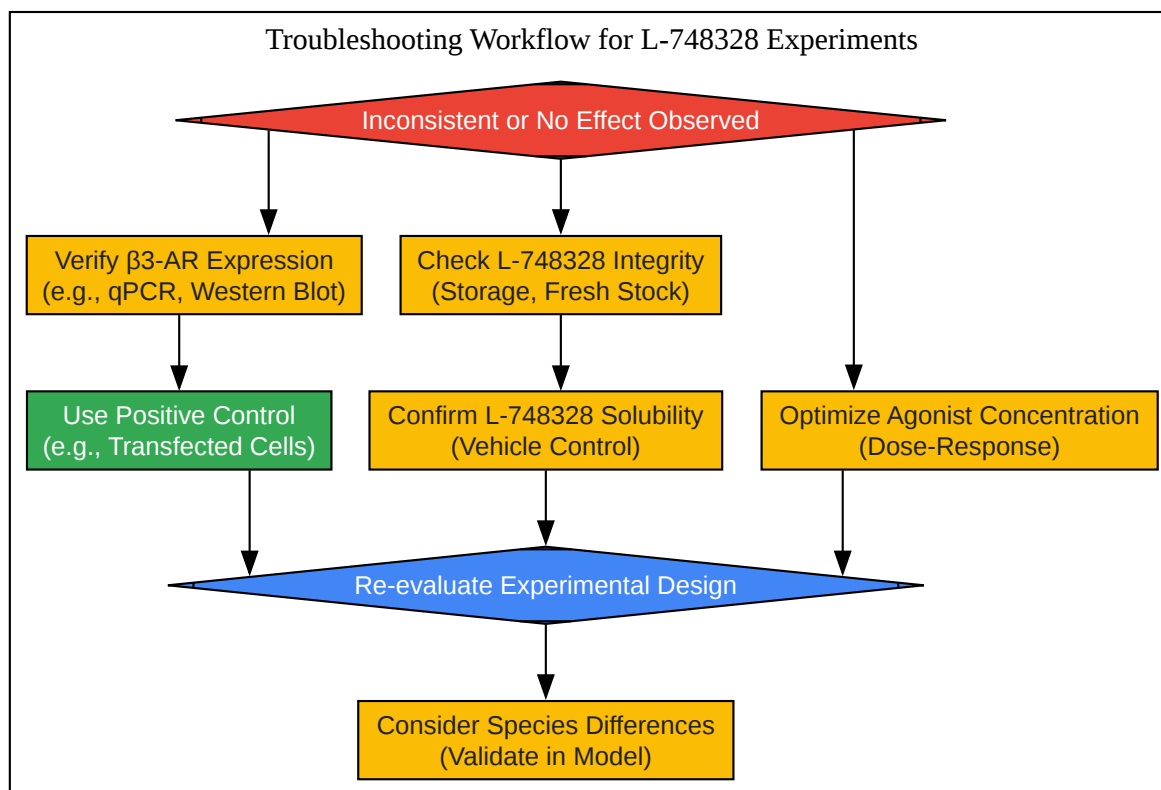 Troubleshooting Workflow for L-748328 Experiments
Inconsistent or No Effect Observed
Verify β3-AR Expression
(e.g., qPCR, Western Blot)
Check L-748328 Integrity
(Storage, Fresh Stock)
Use Positive Control
(e.g., Transfected Cells)
Confirm L-748328 Solubility
(Vehicle Control)
Optimize Agonist Concentration
(Dose-Response)
Re-evaluate Experimental Design
Consider Species Differences
(Validate in Model)